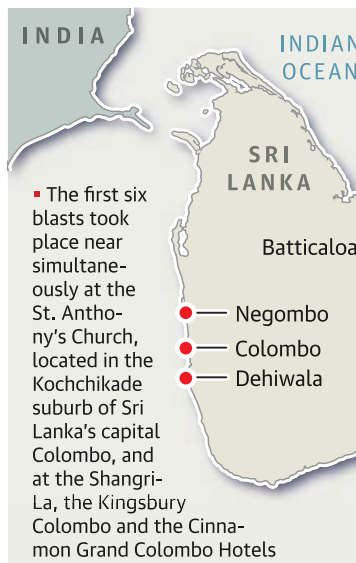 INDIA
INDIAN
OCEAN
SRI
LANKA
Batticaloa
Negombo
Colombo
Dehiwala
▪ The first six
blasts took
place near
simultane-
ously at the
St. Antho-
ny's Church,
located in the
Kochchikade
suburb of Sri
Lanka's capital
Colombo, and
at the Shangri-
La, the Kingsbury
Colombo and the Cinna-
mon Grand Colombo Hotels